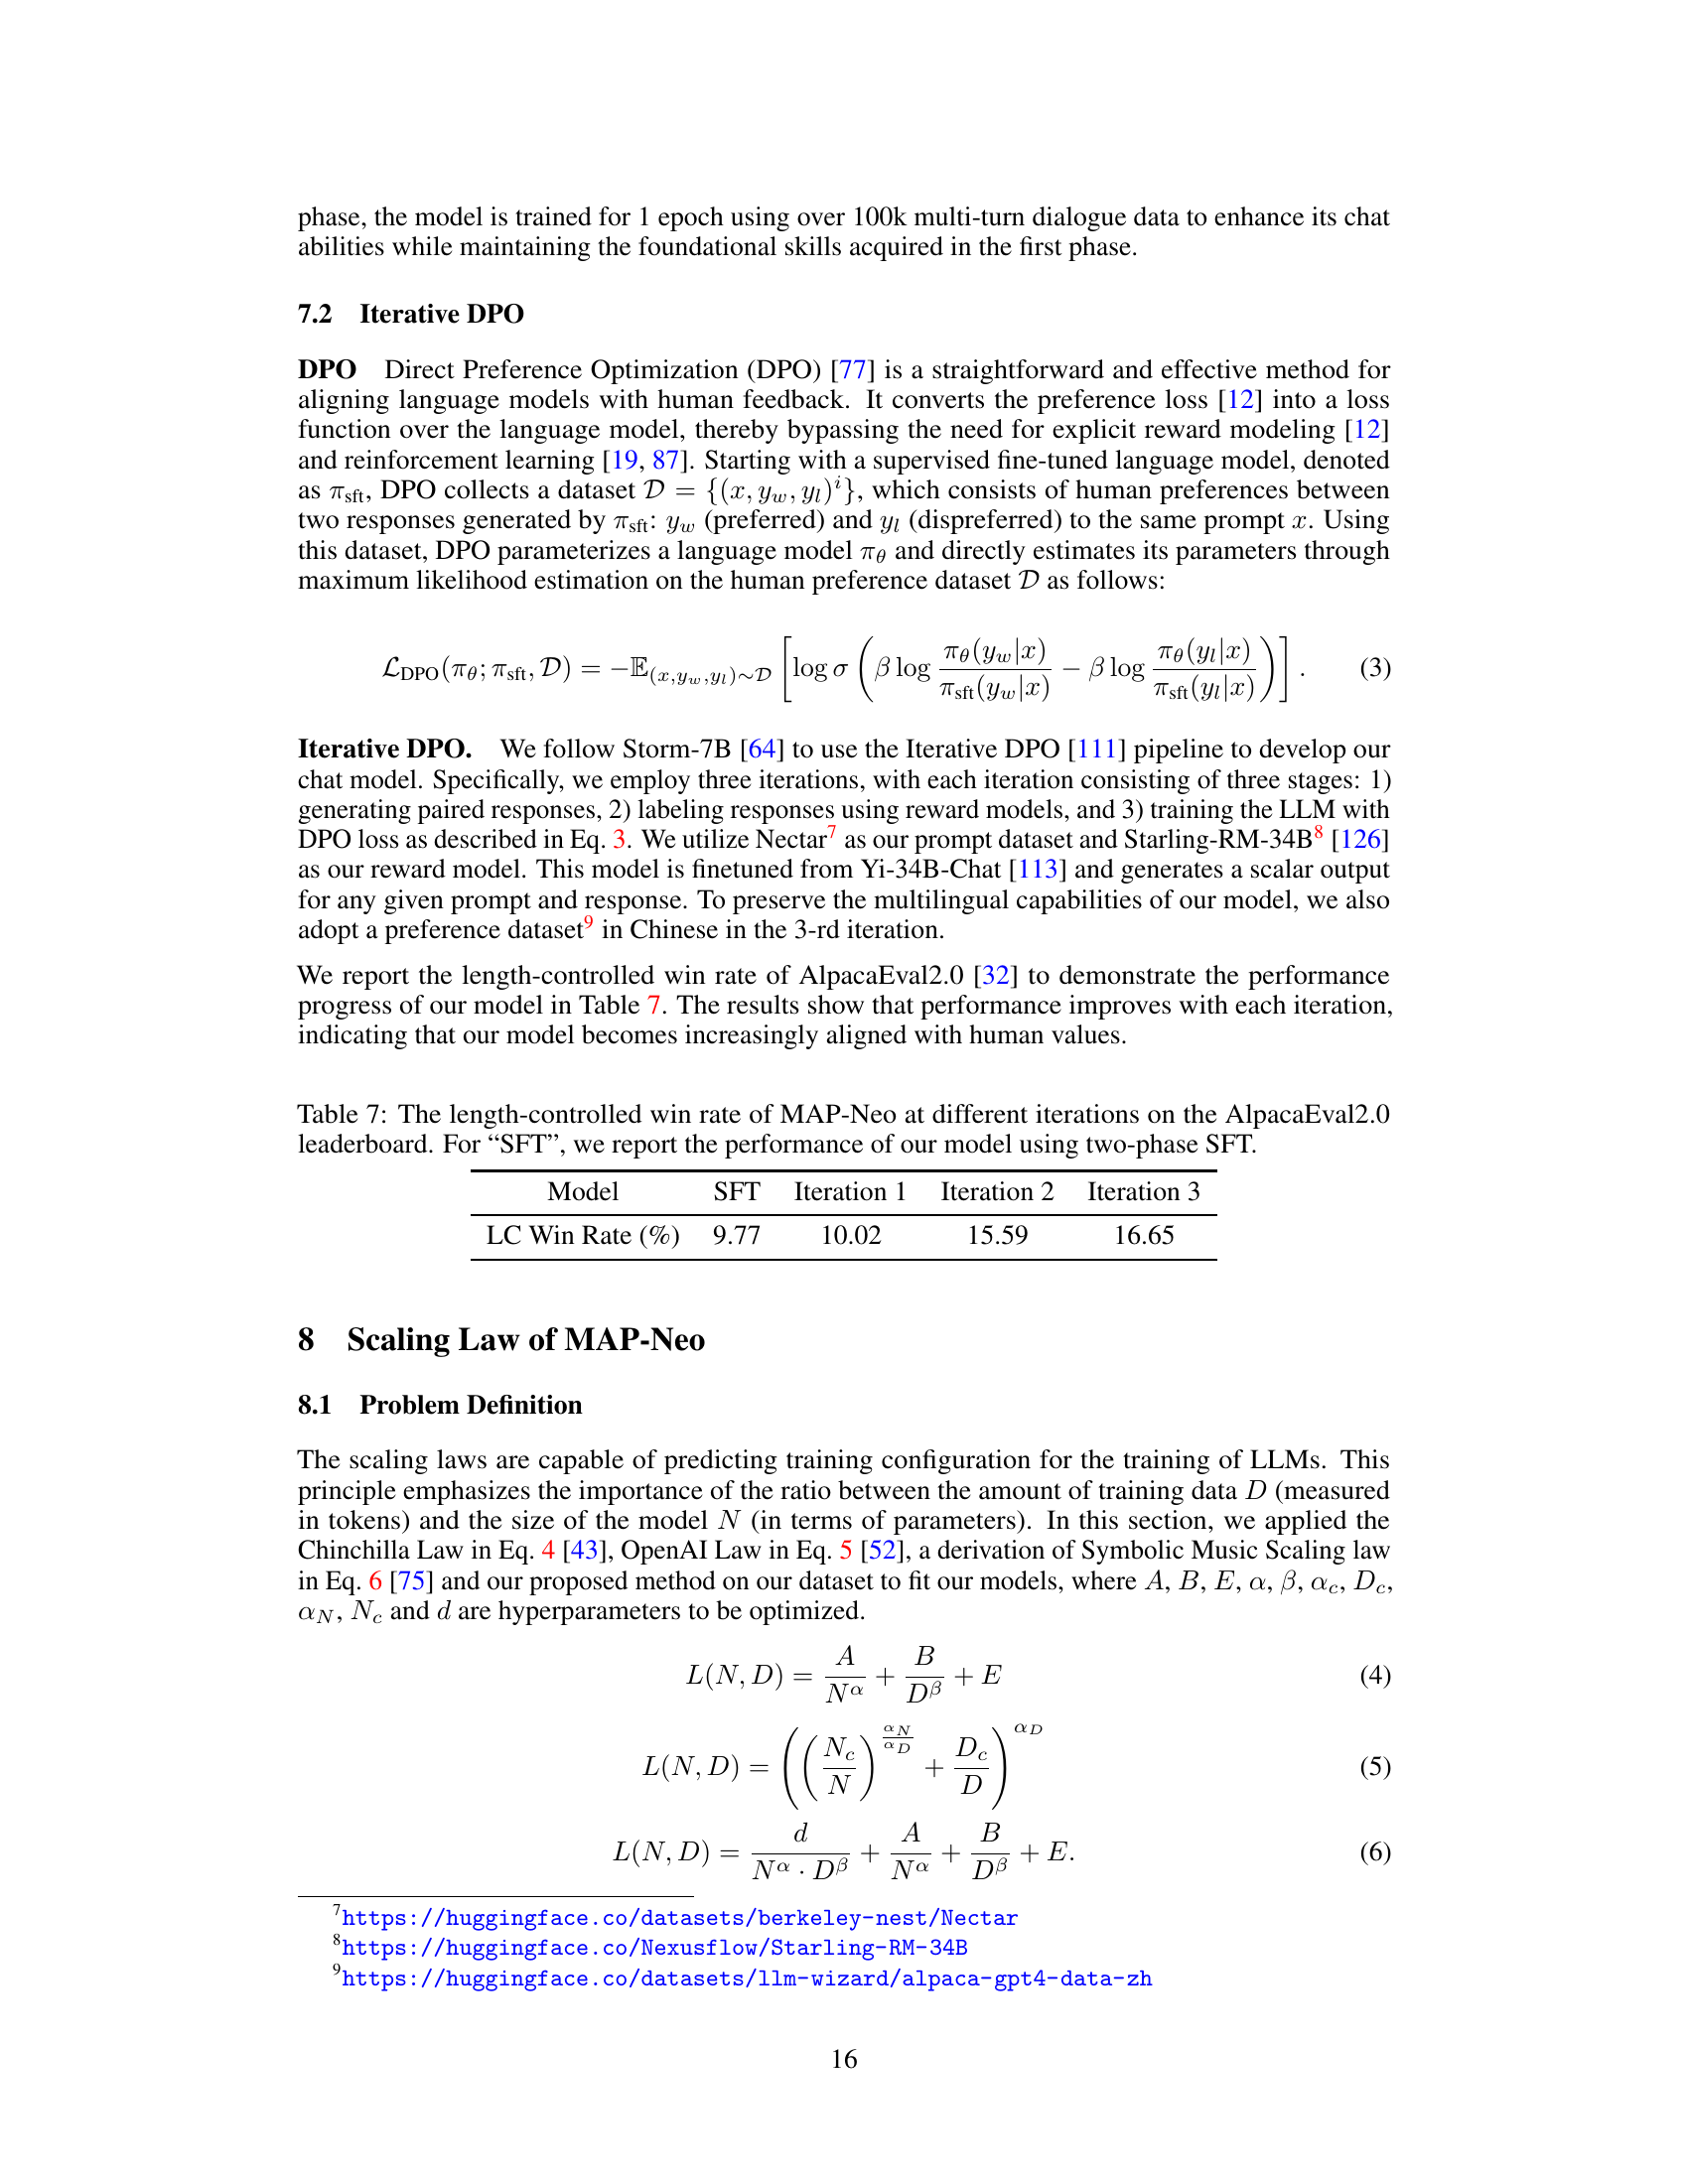 phase, the model is trained for 1 epoch using over 100k multi-turn dialogue data to enhance its chat
abilities while maintaining the foundational skills acquired in the first phase.
7.2 Iterative DPO
DPO Direct Preference Optimization (DPO) [77] is a straightforward and effective method for
aligning language models with human feedback. It converts the preference loss [12] into a loss
function over the language model, thereby bypassing the need for explicit reward modeling [12]
and reinforcement learning [19, 87]. Starting with a supervised fine-tuned language model, denoted
as $\pi_{\text{sft}}$, DPO collects a dataset $\mathcal{D} = \{(x, y_w, y_l)^i\}$, which consists of human preferences between
two responses generated by $\pi_{\text{sft}}$: $y_w$ (preferred) and $y_l$ (dispreferred) to the same prompt $x$. Using
this dataset, DPO parameterizes a language model $\pi_\theta$ and directly estimates its parameters through
maximum likelihood estimation on the human preference dataset $\mathcal{D}$ as follows:
$\mathcal{L}_{\text{DPO}}(\pi_\theta; \pi_{\text{sft}}, \mathcal{D}) = -\mathbb{E}_{(x,y_w,y_l)\sim\mathcal{D}} \left[ \log \sigma \left( \beta \log \frac{\pi_\theta(y_w|x)}{\pi_{\text{sft}}(y_w|x)} - \beta \log \frac{\pi_\theta(y_l|x)}{\pi_{\text{sft}}(y_l|x)} \right) \right].$ (3)
Iterative DPO. We follow Storm-7B [64] to use the Iterative DPO [111] pipeline to develop our
chat model. Specifically, we employ three iterations, with each iteration consisting of three stages: 1)
generating paired responses, 2) labeling responses using reward models, and 3) training the LLM with
DPO loss as described in Eq. 3. We utilize Nectar⁷ as our prompt dataset and Starling-RM-34B⁸ [126]
as our reward model. This model is finetuned from Yi-34B-Chat [113] and generates a scalar output
for any given prompt and response. To preserve the multilingual capabilities of our model, we also
adopt a preference dataset⁹ in Chinese in the 3-rd iteration.
We report the length-controlled win rate of AlpacaEval2.0 [32] to demonstrate the performance
progress of our model in Table 7. The results show that performance improves with each iteration,
indicating that our model becomes increasingly aligned with human values.
Table 7: The length-controlled win rate of MAP-Neo at different iterations on the AlpacaEval2.0
leaderboard. For “SFT”, we report the performance of our model using two-phase SFT.
Model SFT Iteration 1 Iteration 2 Iteration 3
LC Win Rate (%) 9.77 10.02 15.59 16.65
8 Scaling Law of MAP-Neo
8.1 Problem Definition
The scaling laws are capable of predicting training configuration for the training of LLMs. This
principle emphasizes the importance of the ratio between the amount of training data $D$ (measured
in tokens) and the size of the model $N$ (in terms of parameters). In this section, we applied the
Chinchilla Law in Eq. 4 [43], OpenAI Law in Eq. 5 [52], a derivation of Symbolic Music Scaling law
in Eq. 6 [75] and our proposed method on our dataset to fit our models, where $A$, $B$, $E$, $\alpha$, $\beta$, $\alpha_c$, $D_c$,
$\alpha_N$, $N_c$ and $d$ are hyperparameters to be optimized.
$L(N, D) = \frac{A}{N^\alpha} + \frac{B}{D^\beta} + E$ (4)
$L(N, D) = \left( \left( \frac{N_c}{N} \right)^{\frac{\alpha_N}{\alpha_D}} + \frac{D_c}{D} \right)^{\alpha_D}$ (5)
$L(N, D) = \frac{d}{N^\alpha \cdot D^\beta} + \frac{A}{N^\alpha} + \frac{B}{D^\beta} + E.$ (6)
⁷https://huggingface.co/datasets/berkeley-nest/Nectar
⁸https://huggingface.co/Nexusflow/Starling-RM-34B
⁹https://huggingface.co/datasets/llm-wizard/alpaca-gpt4-data-zh
16